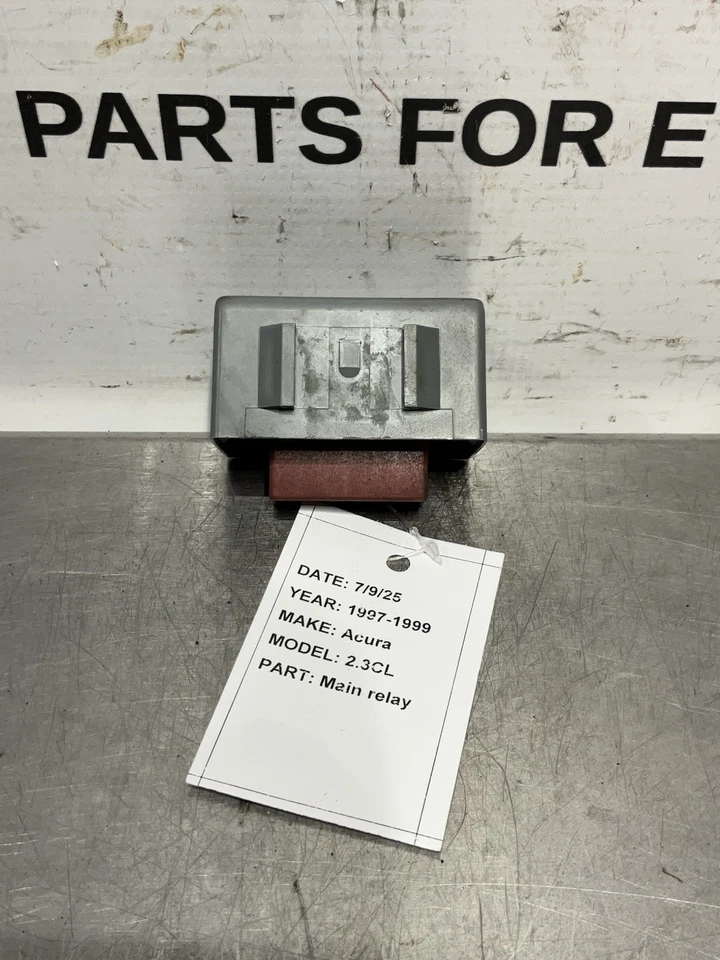 PARTS FOR E
DATE: 7/9/25
YEAR: 1997-1999
MAKE: Acura
MODEL: 2.3CL
PART: Main relay